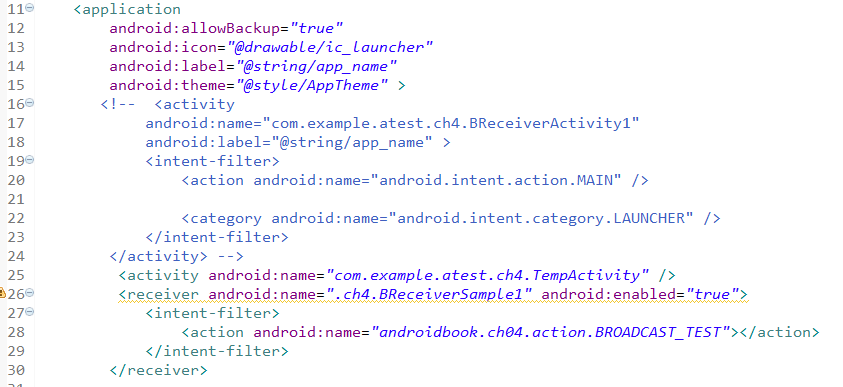 11 <application
12 android:allowBackup="true"
13 android:icon="@drawable/ic_launcher"
14 android:label="@string/app_name"
15 android:theme="@style/AppTheme" >
16 <!--  <activity
17 android:name="com.example.atest.ch4.BReceiverActivity1"
18 android:label="@string/app_name" >
19 <intent-filter>
20 <action android:name="android.intent.action.MAIN" />
21
22 <category android:name="android.intent.category.LAUNCHER" />
23 </intent-filter>
24 </activity> -->
25 <activity android:name="com.example.atest.ch4.TempActivity" />
26 <receiver android:name=".ch4.BReceiverSample1" android:enabled="true">
27 <intent-filter>
28 <action android:name="androidbook.ch04.action.BROADCAST_TEST"></action>
29 </intent-filter>
30 </receiver>